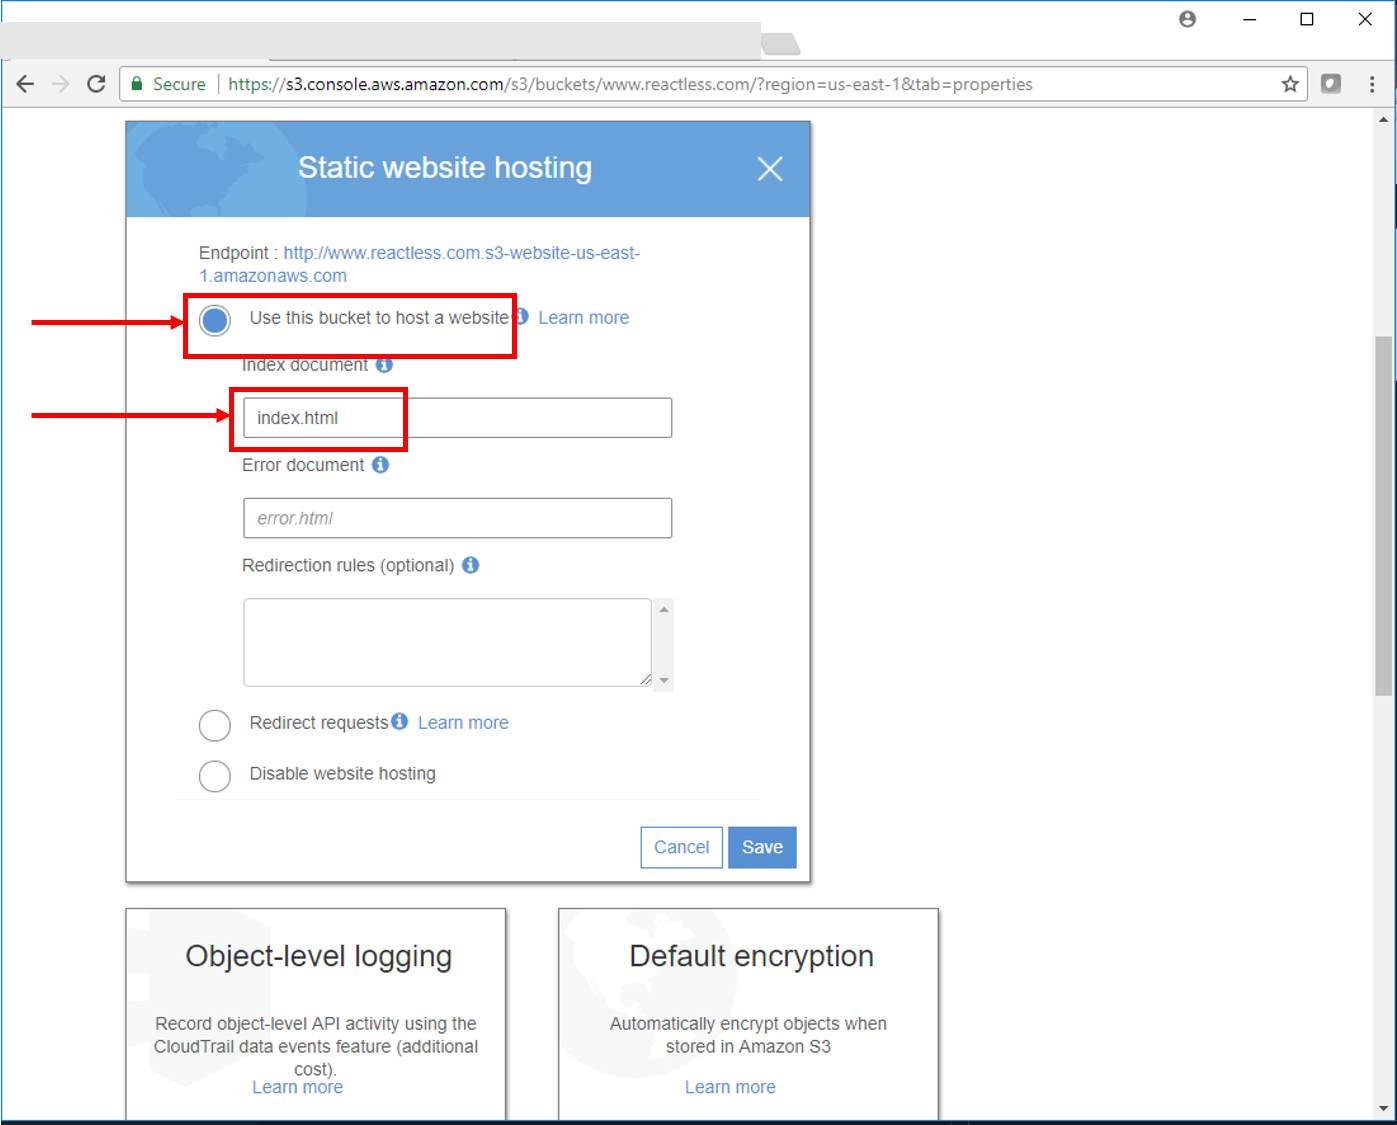 Secure https://s3.console.aws.amazon.com/s3/buckets/www.reactless.com/?region=us-east-1&tab=properties
Static website hosting
Endpoint : http://www.reactless.com.s3-website-us-east-
1.amazonaws.com
Use this bucket to host a website Learn more
Index document
index.html
Error document
error.html
Redirection rules (optional)
Redirect requests Learn more
Disable website hosting
Cancel Save
Object-level logging
Record object-level API activity using the
CloudTrail data events feature (additional
cost).
Learn more
Default encryption
Automatically encrypt objects when
stored in Amazon S3
Learn more